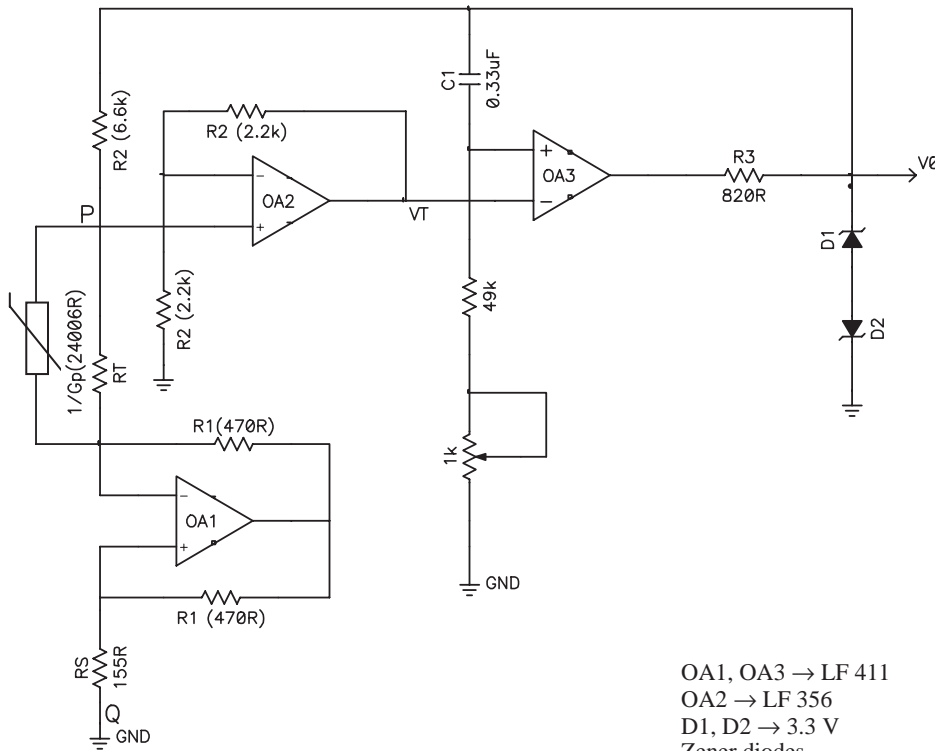 C1
0.33uF
R2 (6.6k)
R2 (2.2k)
-
OA2
+
+
OA3
-
R3
820R
V0
P
VT
D1
R2 (2.2k)
49k
D2
1/Gp(24006R)
RT
R1(470R)
1k
-
OA1
+
GND
R1 (470R)
RS
155R
Q
GND
OA1, OA3 → LF 411
OA2 → LF 356
D1, D2 → 3.3 V
Zener diodes